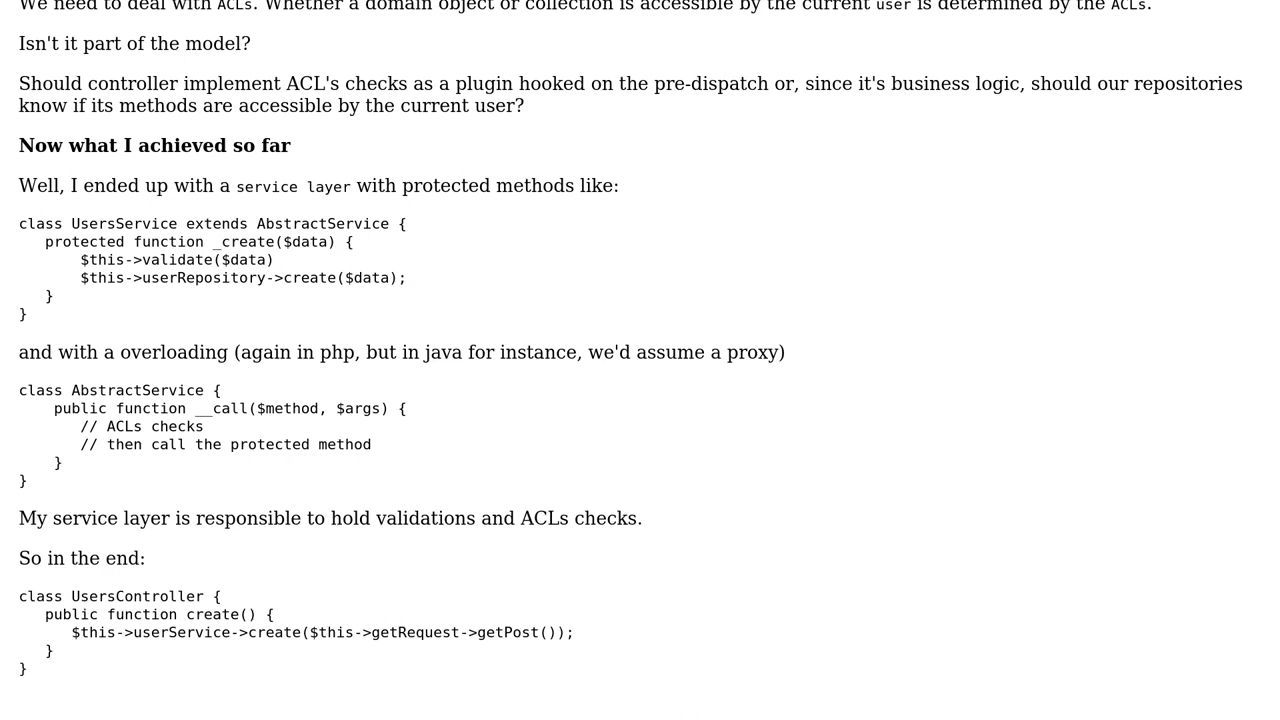 We need to deal with ACLs. Whether a domain object or collection is accessible by the current user is determined by the ACLs.
Isn't it part of the model?
Should controller implement ACL's checks as a plugin hooked on the pre-dispatch or, since it's business logic, should our repositories
know if its methods are accessible by the current user?
Now what I achieved so far
Well, I ended up with a service layer with protected methods like:
class UsersService extends AbstractService {
   protected function _create($data) {
       $this->validate($data)
       $this->userRepository->create($data);
   }
}
and with a overloading (again in php, but in java for instance, we'd assume a proxy)
class AbstractService {
    public function __call($method, $args) {
       // ACLs checks
       // then call the protected method
    }
}
My service layer is responsible to hold validations and ACLs checks.
So in the end:
class UsersController {
   public function create() {
      $this->userService->create($this->getRequest->getPost());
   }
}